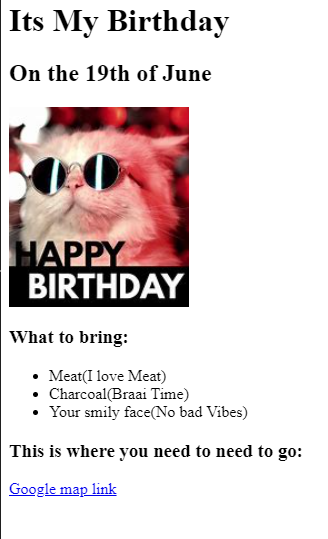 Its My Birthday
On the 19th of June
HAPPY
BIRTHDAY
What to bring:
Meat(I love Meat)
Charcoal(Braai Time)
Your smily face(No bad Vibes)
This is where you need to need to go:
Google map link